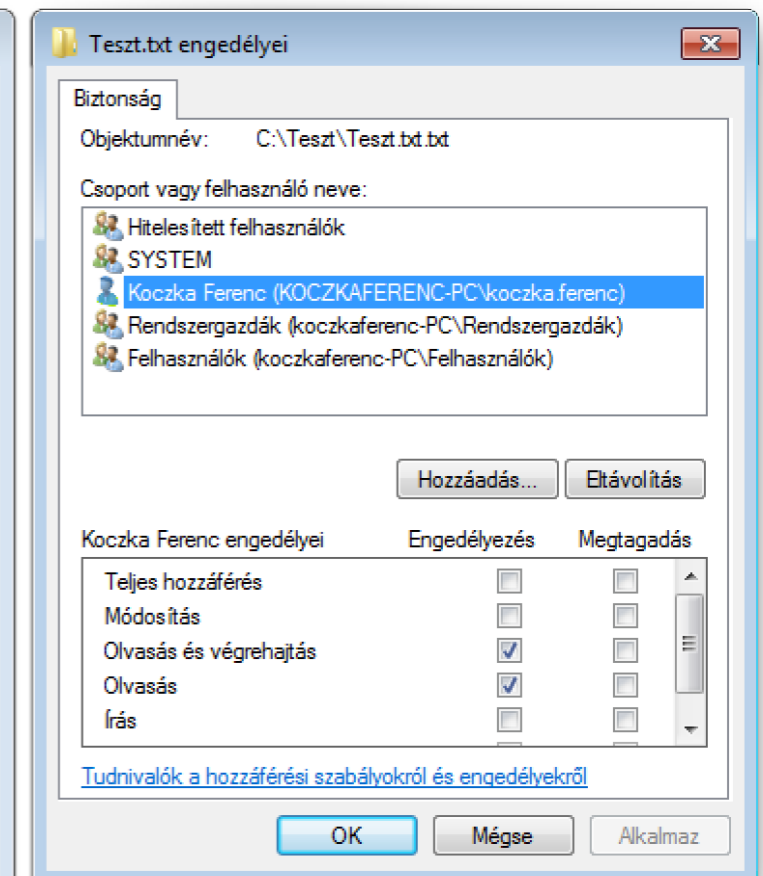 Teszt.txt engedélyei
Biztonság
Objektumnév: C:\Teszt\Teszt.txt.txt
Csoport vagy felhasználó neve:
Hitelesített felhasználók
SYSTEM
Koczka Ferenc (KOCZKAFERENC-PC\koczka.ferenc)
Rendszergazdák (koczkaferenc-PC\Rendszergazdák)
Felhasználók (koczkaferenc-PC\Felhasználók)
Hozzáadás... Eltávolítás
Koczka Ferenc engedélyei Engedélyezés Megtagadás
Teljes hozzáférés
Módosítás
Olvasás és végrehajtás
Olvasás
Írás
Tudnivalók a hozzáférési szabályokról és engedélyekről
OK Mégse Alkalmaz